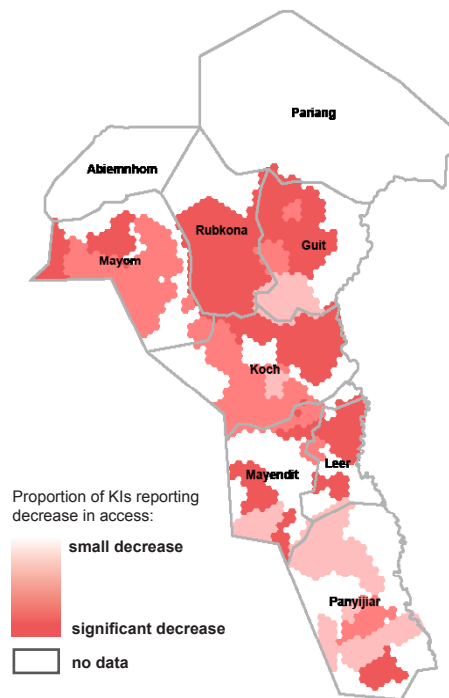 Pariang
Abiemnhom
Rubkona
Guit
Mayom
Koch
Mayendit
Leer
Proportion of KIs reporting
decrease in access:
small decrease
Panyijiar
significant decrease
no data